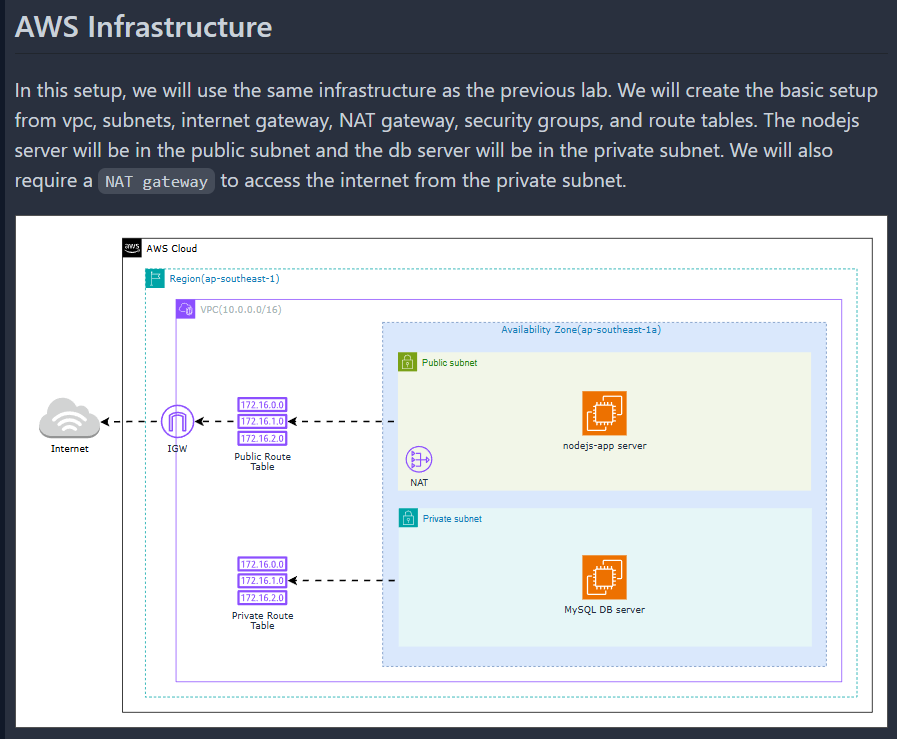 AWS Infrastructure
In this setup, we will use the same infrastructure as the previous lab. We will create the basic setup
from vpc, subnets, internet gateway, NAT gateway, security groups, and route tables. The nodejs
server will be in the public subnet and the db server will be in the private subnet. We will also
require a NAT gateway to access the internet from the private subnet.
aws AWS Cloud
Region(ap-southeast-1)
VPC(10.0.0.0/16)
Availability Zone(ap-southeast-1a)
Public subnet
172.16.0.0
172.16.1.0
172.16.2.0
Internet
IGW
Public Route
Table
nodejs-app server
NAT
Private subnet
172.16.0.0
172.16.1.0
172.16.2.0
Private Route
Table
MySQL DB server